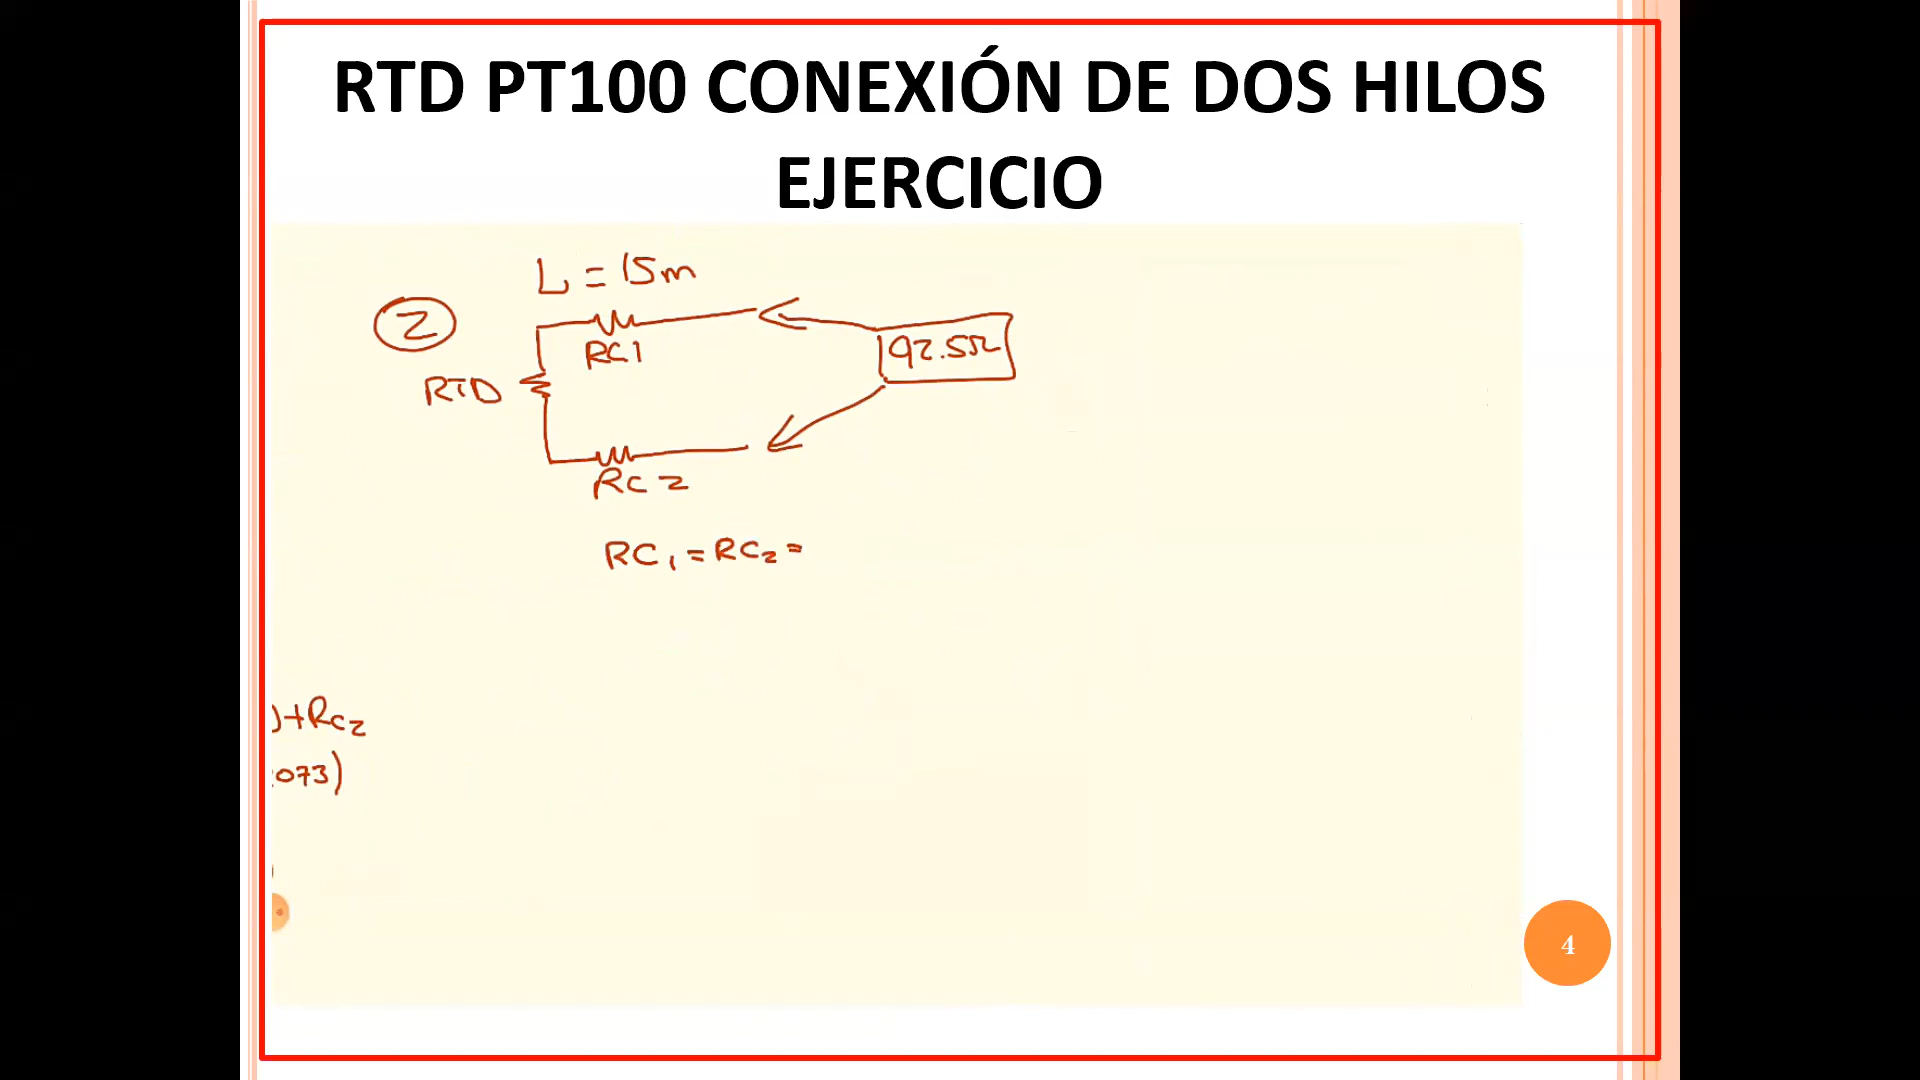 RTD PT100 CONEXIÓN DE DOS HILOS
EJERCICIO
L = 15m
2
RC1
92.5Ω
RTD
RC2
RC1 = RC2 =
)+Rc2
073)
4